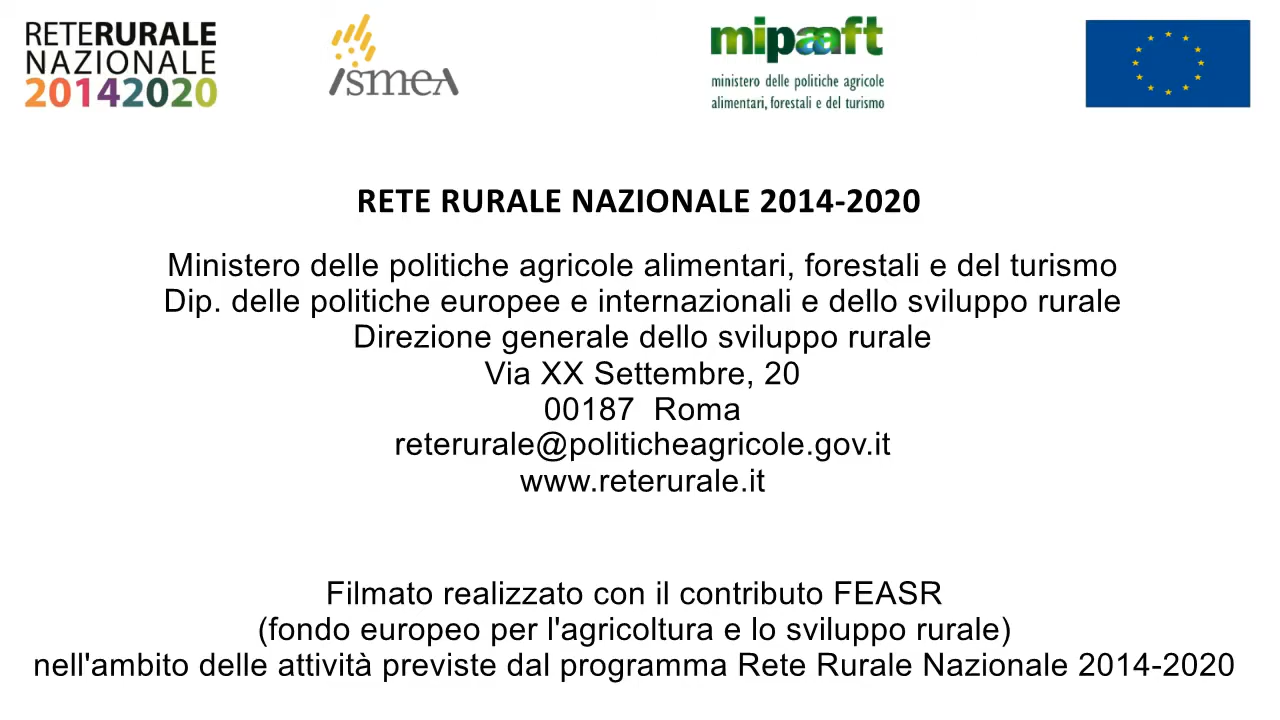 RETERURALE
NAZIONALE
20142020
ismea
mipaaft
ministero delle politiche agricole
alimentari, forestali e del turismo
RETE RURALE NAZIONALE 2014-2020
Ministero delle politiche agricole alimentari, forestali e del turismo
Dip. delle politiche europee e internazionali e dello sviluppo rurale
Direzione generale dello sviluppo rurale
Via XX Settembre, 20
00187  Roma
reterurale@politicheagricole.gov.it
www.reterurale.it
Filmato realizzato con il contributo FEASR
(fondo europeo per l'agricoltura e lo sviluppo rurale)
nell'ambito delle attività previste dal programma Rete Rurale Nazionale 2014-2020